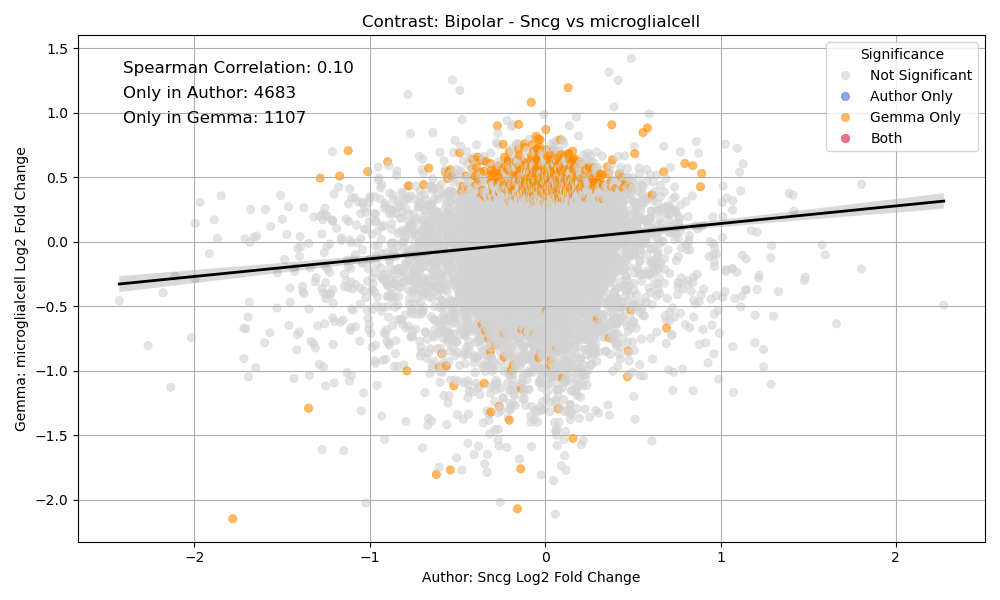 Contrast: Bipolar - Sncg vs microglialcell
Spearman Correlation: 0.10
Only in Author: 4683
Only in Gemma: 1107
Significance
Not Significant
Author Only
Gemma Only
Both
1.5
1.0
0.5
0.0
−0.5
−1.0
−1.5
−2.0
Gemma: microglialcell Log2 Fold Change
−2
−1
0
1
2
Author: Sncg Log2 Fold Change